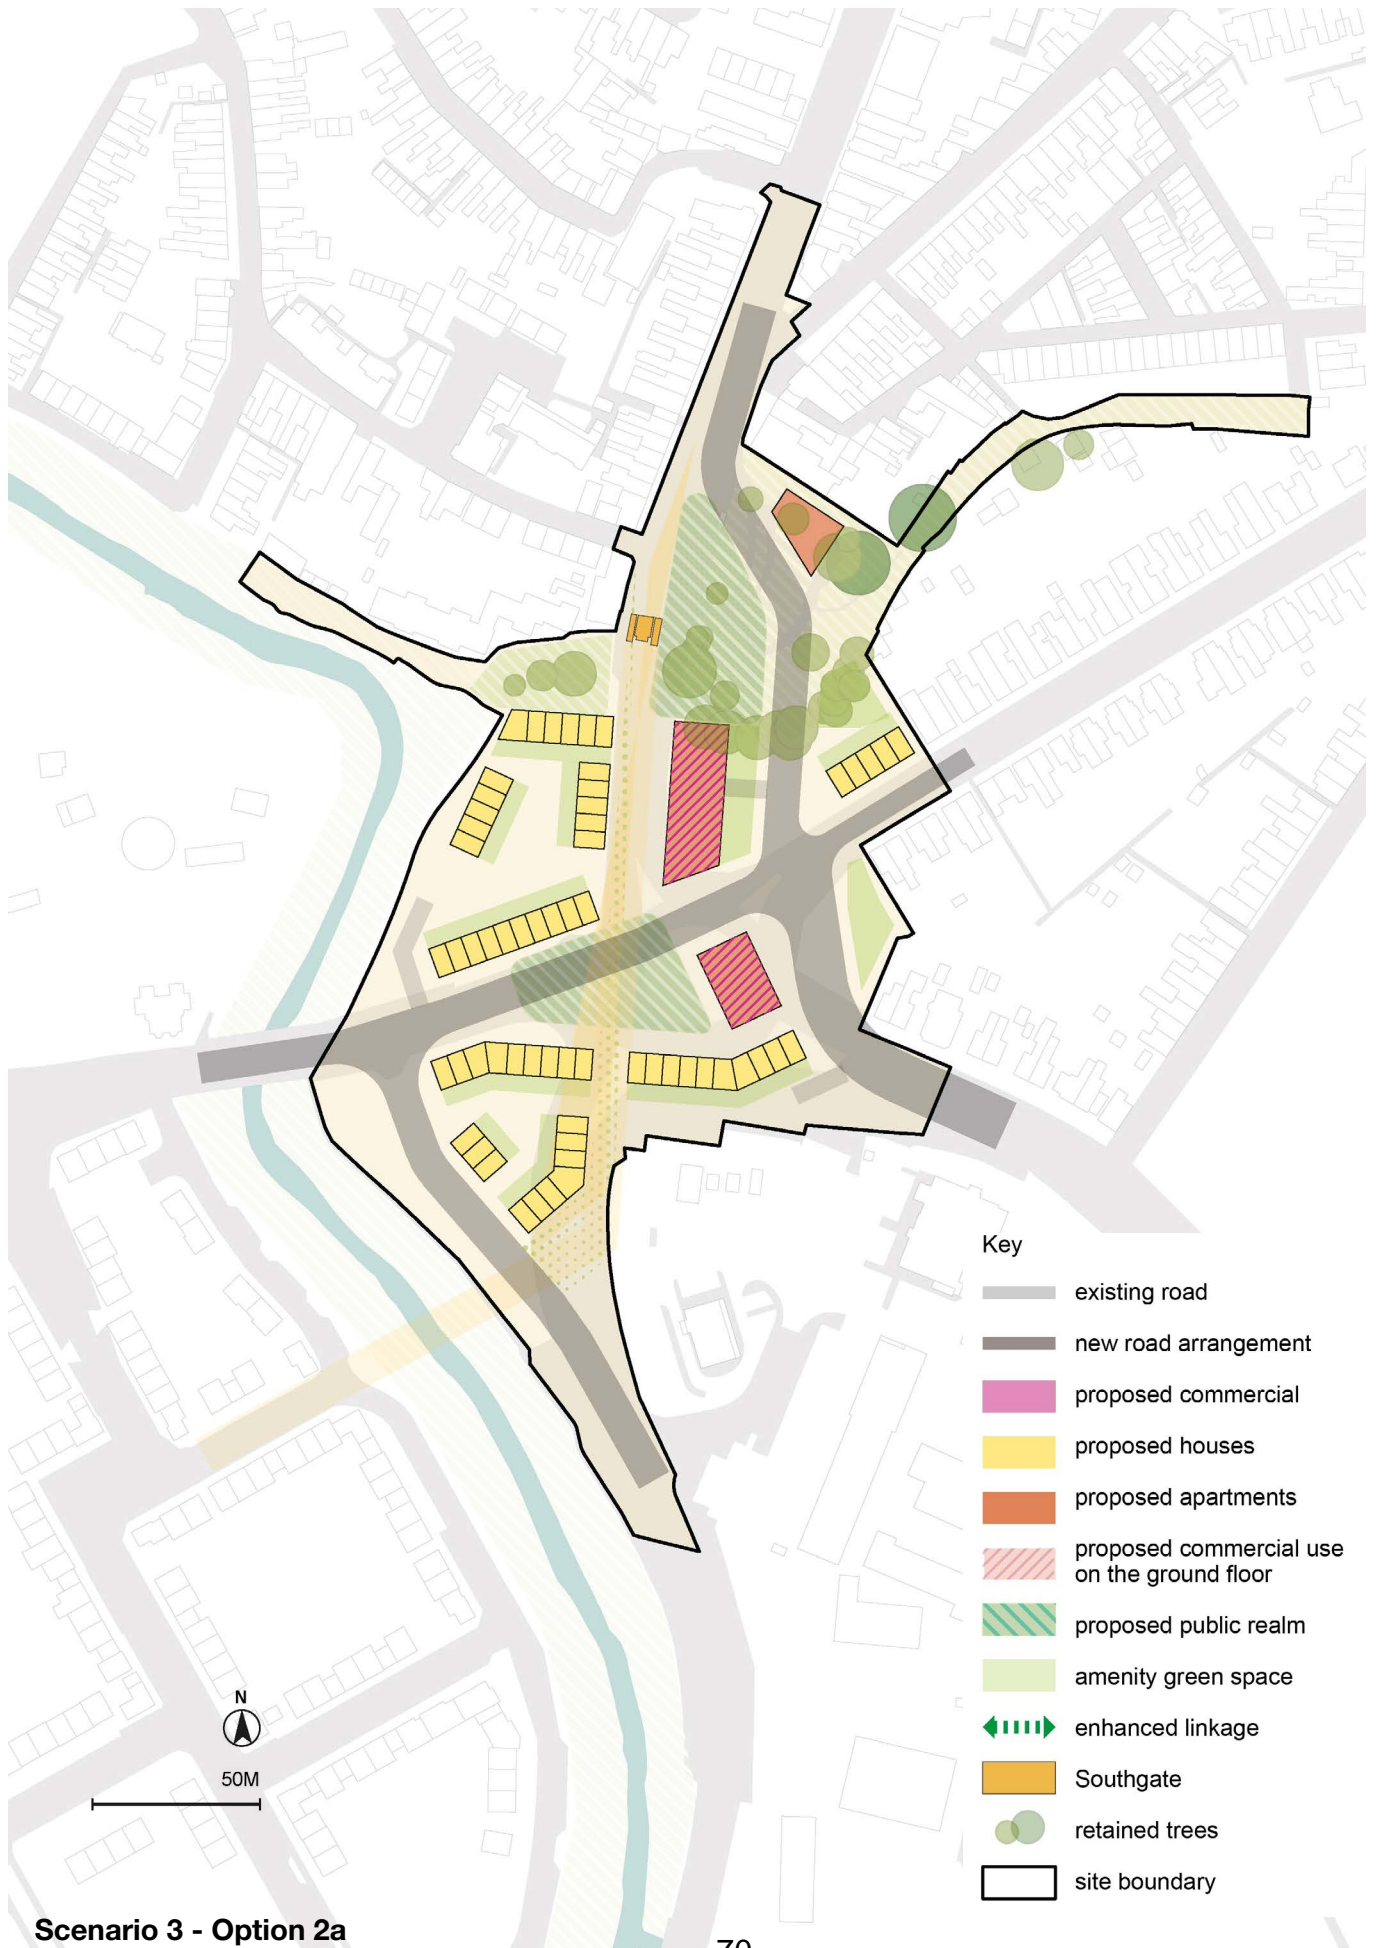 Key
existing road
new road arrangement
proposed commercial
proposed houses
proposed apartments
proposed commercial use
on the ground floor
proposed public realm
amenity green space
enhanced linkage
Southgate
retained trees
site boundary
N
50M
Scenario 3 - Option 2a